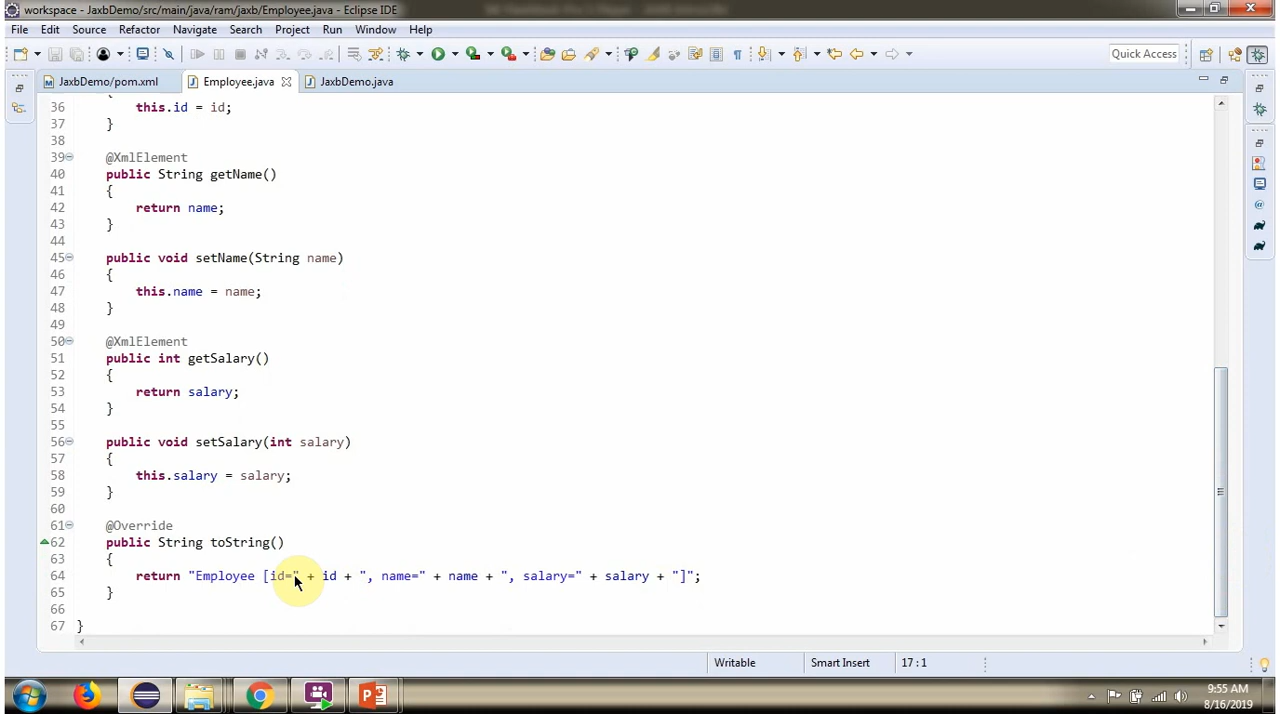 workspace - JaxbDemo/src/main/java/ram/jaxb/Employee.java - Eclipse IDE
File Edit Source Refactor Navigate Search Project Run Window Help
Quick Access
JaxbDemo/pom.xml Employee.java JaxbDemo.java
36 this.id = id;
37 }
38
39 @XmlElement
40 public String getName()
41 {
42 return name;
43 }
44
45 public void setName(String name)
46 {
47 this.name = name;
48 }
49
50 @XmlElement
51 public int getSalary()
52 {
53 return salary;
54 }
55
56 public void setSalary(int salary)
57 {
58 this.salary = salary;
59 }
60
61 @Override
62 public String toString()
63 {
64 return "Employee [id=" + id + ", name=" + name + ", salary=" + salary + "]";
65 }
66
67 }
Writable Smart Insert 17 : 1
9:55 AM
8/16/2019